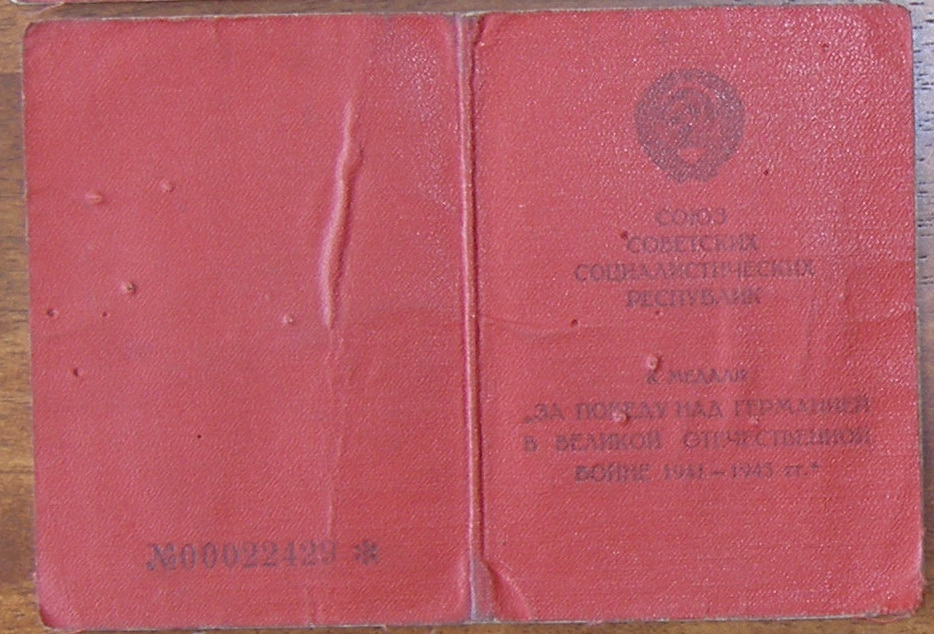 №00022429 *
СОЮЗ
СОВЕТСКИХ
СОЦИАЛИСТИЧЕСКИХ
РЕСПУБЛИК
К МЕДАЛИ
„ЗА ПОБЕДУ НАД ГЕРМАНИЕЙ
В ВЕЛИКОЙ ОТЕЧЕСТВЕННОЙ
ВОЙНЕ 1941–1945 гг.“